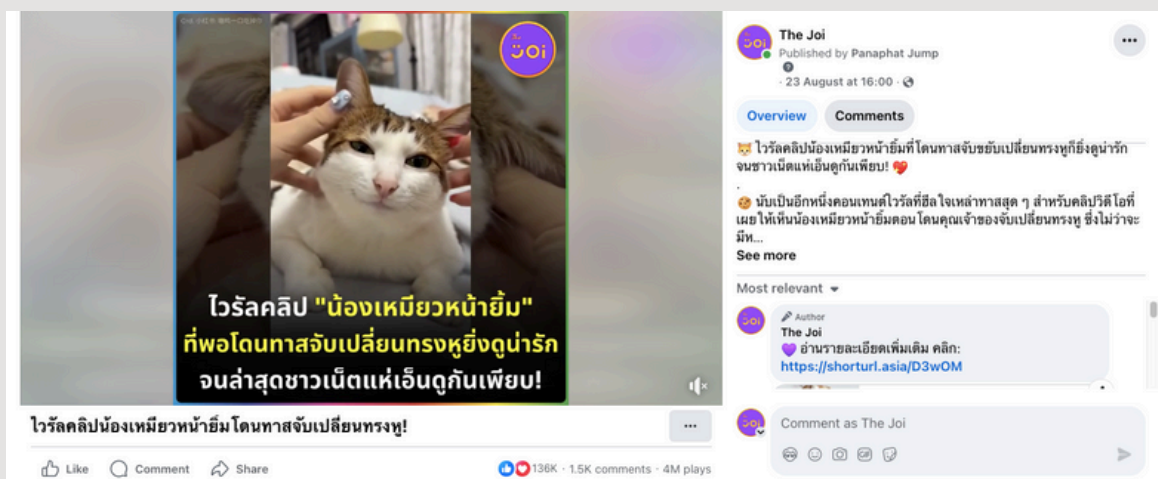 Joi
ไวรัลคลิป "น้องเหมียวหน้ายิ้ม"
ที่พอโดนทาสจับเปลี่ยนทรงหูยิ่งดูน่ารัก
จนล่าสุดชาวเน็ตแห่เอ็นดูกันเพียบ!
ไวรัลคลิปน้องเหมียวหน้ายิ้มโดนทาสจับเปลี่ยนทรงหู!
...
Like Comment Share 136K · 1.5K comments · 4M plays
The Joi
Published by Panaphat Jump
· 23 August at 16:00 ·
Overview Comments
🐱 ไวรัลคลิปน้องเหมียวหน้ายิ้มที่โดนทาสจับขยับเปลี่ยนทรงหูก็ยิ่งดูน่ารัก
จนชาวเน็ตแห่เอ็นดูกันเพียบ! 💖
.
🍪 นับเป็นอีกหนึ่งคอนเทนต์ไวรัลที่ฮีลใจเหล่าทาสสุด ๆ สำหรับคลิปวิดีโอที่
เผยให้เห็นน้องเหมียวหน้ายิ้มตอนโดนคุณเจ้าของจับเปลี่ยนทรงหู ซึ่งไม่ว่าจะ
มีห...
See more
Most relevant
Author
The Joi
💜 อ่านรายละเอียดเพิ่มเติม คลิก:
https://shorturl.asia/D3wOM
Comment as The Joi
GIF